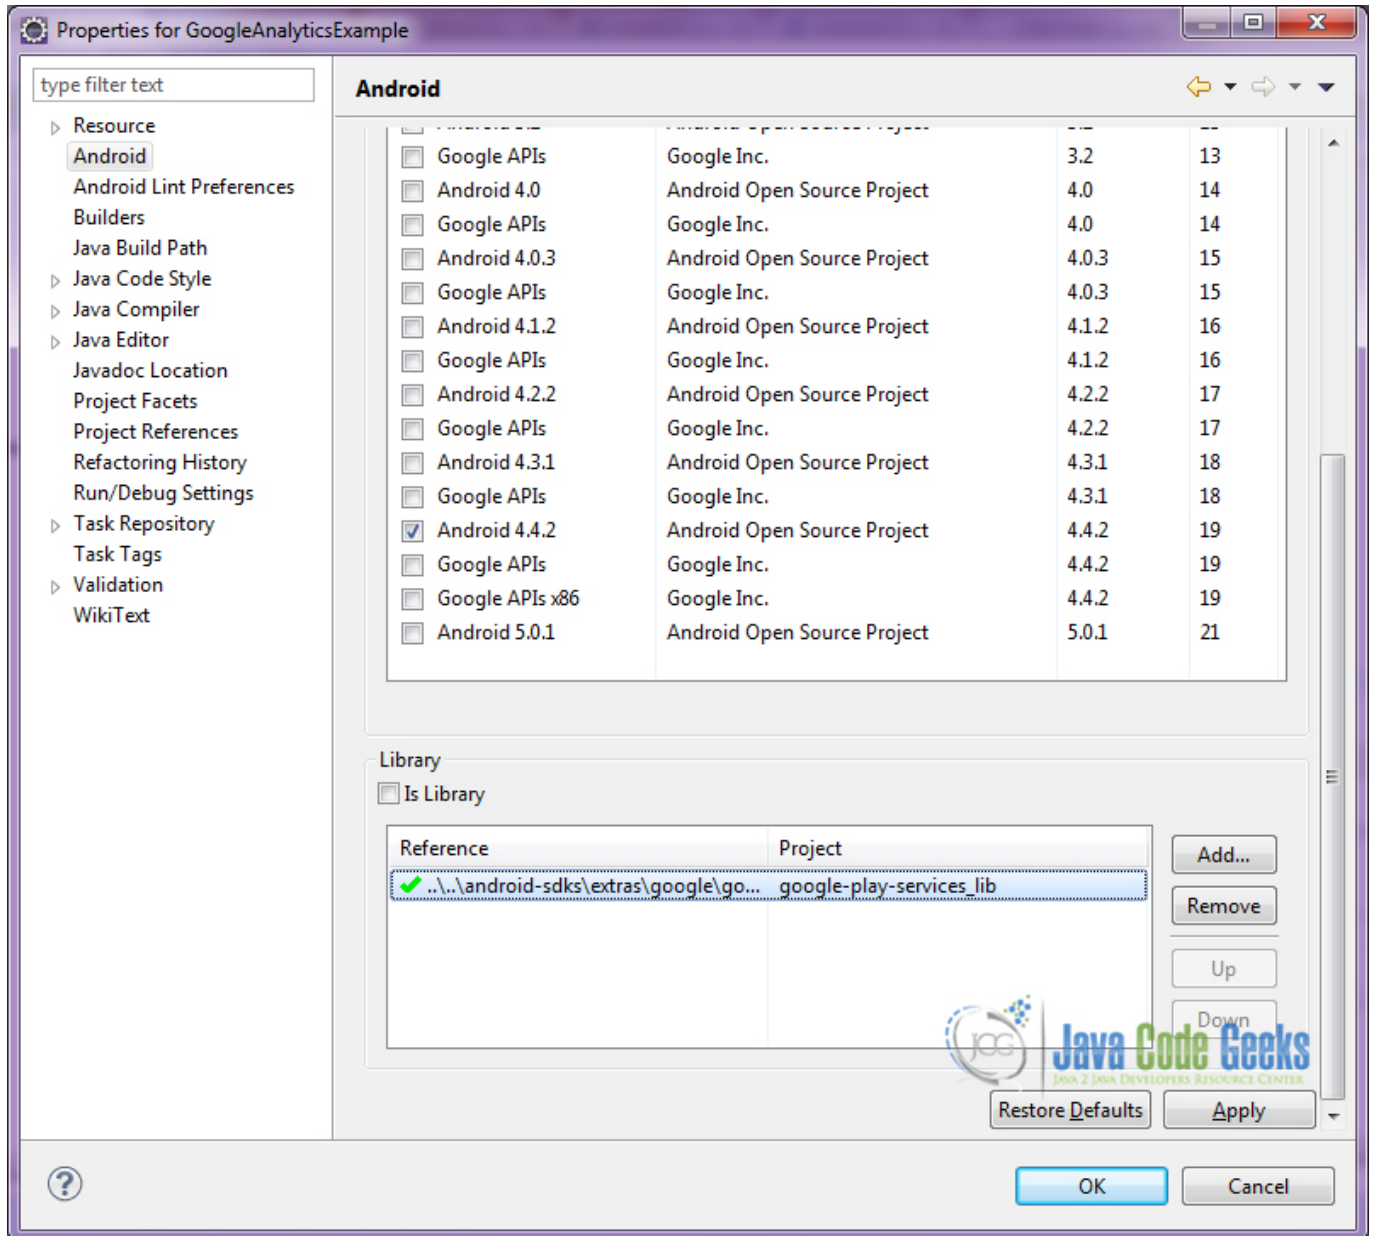 Properties for GoogleAnalyticsExample
type filter text
Android
Resource
Android
Android Lint Preferences
Builders
Java Build Path
Java Code Style
Java Compiler
Java Editor
Javadoc Location
Project Facets
Project References
Refactoring History
Run/Debug Settings
Task Repository
Task Tags
Validation
WikiText
Google APIs Google Inc. 3.2 13
Android 4.0 Android Open Source Project 4.0 14
Google APIs Google Inc. 4.0 14
Android 4.0.3 Android Open Source Project 4.0.3 15
Google APIs Google Inc. 4.0.3 15
Android 4.1.2 Android Open Source Project 4.1.2 16
Google APIs Google Inc. 4.1.2 16
Android 4.2.2 Android Open Source Project 4.2.2 17
Google APIs Google Inc. 4.2.2 17
Android 4.3.1 Android Open Source Project 4.3.1 18
Google APIs Google Inc. 4.3.1 18
Android 4.4.2 Android Open Source Project 4.4.2 19
Google APIs Google Inc. 4.4.2 19
Google APIs x86 Google Inc. 4.4.2 19
Android 5.0.1 Android Open Source Project 5.0.1 21
Library
Is Library
Reference Project
..\..\android-sdks\extras\google\go... google-play-services_lib
Add...
Remove
Up
Down
JCG
Java Code Geeks
JAVA 2 JAVA DEVELOPERS RESOURCE CENTER
Restore Defaults Apply
OK Cancel